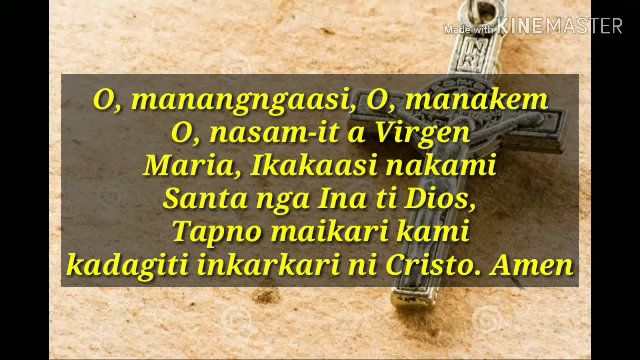 Made with KINEMASTER
INRI
O, manangngaasi, O, manakem
O, nasam-it a Virgen
Maria, Ikakaasi nakami
Santa nga Ina ti Dios,
Tapno maikari kami
kadagiti inkarkari ni Cristo. Amen